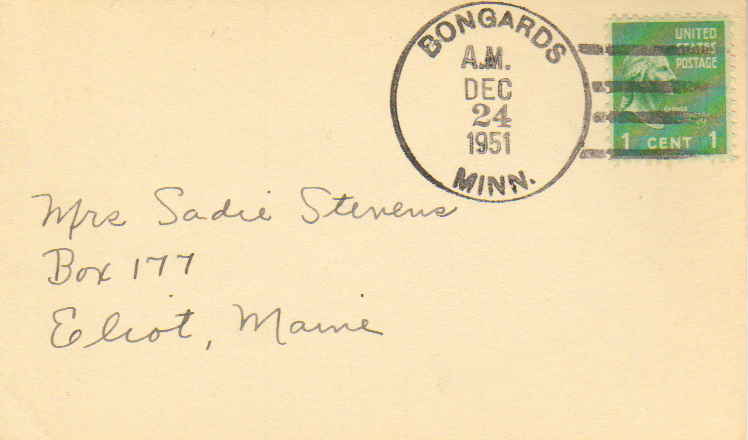 BONGARDS
A.M.
DEC
24
1951
MINN.
UNITED
STATES
POSTAGE
1 CENT 1
Mrs Sadie Stevens
Box 177
Eliot, Maine